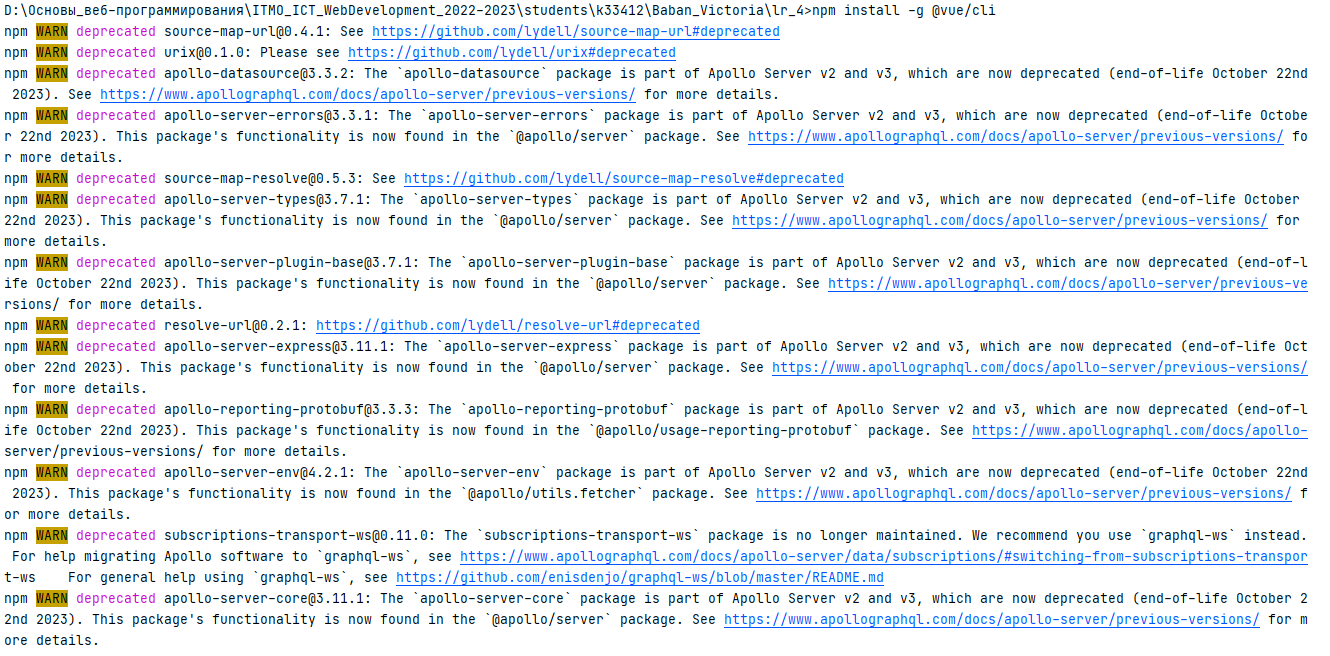 D:\Основы_веб-программирования\ITMO_ICT_WebDevelopment_2022-2023\students\k33412\Baban_Victoria\lr_4>npm install -g @vue/cli
npm WARN deprecated source-map-url@0.4.1: See https://github.com/lydell/source-map-url#deprecated
npm WARN deprecated urix@0.1.0: Please see https://github.com/lydell/urix#deprecated
npm WARN deprecated apollo-datasource@3.3.2: The `apollo-datasource` package is part of Apollo Server v2 and v3, which are now deprecated (end-of-life October 22nd
 2023). See https://www.apollographql.com/docs/apollo-server/previous-versions/ for more details.
npm WARN deprecated apollo-server-errors@3.3.1: The `apollo-server-errors` package is part of Apollo Server v2 and v3, which are now deprecated (end-of-life Octobe
r 22nd 2023). This package's functionality is now found in the `@apollo/server` package. See https://www.apollographql.com/docs/apollo-server/previous-versions/ fo
r more details.
npm WARN deprecated source-map-resolve@0.5.3: See https://github.com/lydell/source-map-resolve#deprecated
npm WARN deprecated apollo-server-types@3.7.1: The `apollo-server-types` package is part of Apollo Server v2 and v3, which are now deprecated (end-of-life October
22nd 2023). This package's functionality is now found in the `@apollo/server` package. See https://www.apollographql.com/docs/apollo-server/previous-versions/ for
more details.
npm WARN deprecated apollo-server-plugin-base@3.7.1: The `apollo-server-plugin-base` package is part of Apollo Server v2 and v3, which are now deprecated (end-of-l
ife October 22nd 2023). This package's functionality is now found in the `@apollo/server` package. See https://www.apollographql.com/docs/apollo-server/previous-ve
rsions/ for more details.
npm WARN deprecated resolve-url@0.2.1: https://github.com/lydell/resolve-url#deprecated
npm WARN deprecated apollo-server-express@3.11.1: The `apollo-server-express` package is part of Apollo Server v2 and v3, which are now deprecated (end-of-life Oct
ober 22nd 2023). This package's functionality is now found in the `@apollo/server` package. See https://www.apollographql.com/docs/apollo-server/previous-versions/
 for more details.
npm WARN deprecated apollo-reporting-protobuf@3.3.3: The `apollo-reporting-protobuf` package is part of Apollo Server v2 and v3, which are now deprecated (end-of-l
ife October 22nd 2023). This package's functionality is now found in the `@apollo/usage-reporting-protobuf` package. See https://www.apollographql.com/docs/apollo-
server/previous-versions/ for more details.
npm WARN deprecated apollo-server-env@4.2.1: The `apollo-server-env` package is part of Apollo Server v2 and v3, which are now deprecated (end-of-life October 22nd
 2023). This package's functionality is now found in the `@apollo/utils.fetcher` package. See https://www.apollographql.com/docs/apollo-server/previous-versions/ f
or more details.
npm WARN deprecated subscriptions-transport-ws@0.11.0: The `subscriptions-transport-ws` package is no longer maintained. We recommend you use `graphql-ws` instead.
 For help migrating Apollo software to `graphql-ws`, see https://www.apollographql.com/docs/apollo-server/data/subscriptions/#switching-from-subscriptions-transpor
t-ws    For general help using `graphql-ws`, see https://github.com/enisdenjo/graphql-ws/blob/master/README.md
npm WARN deprecated apollo-server-core@3.11.1: The `apollo-server-core` package is part of Apollo Server v2 and v3, which are now deprecated (end-of-life October 2
2nd 2023). This package's functionality is now found in the `@apollo/server` package. See https://www.apollographql.com/docs/apollo-server/previous-versions/ for m
ore details.